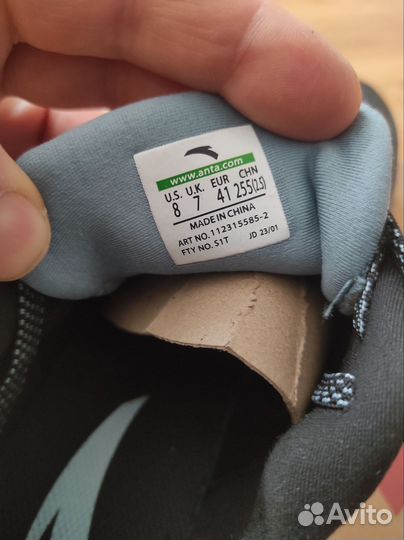 www.anta.com
U.S. U.K. EUR CHN
8 7 41 255(2.5)
MADE IN CHINA
ART NO. 112315585-2
FTY NO. S1T JD 23/01
Avito